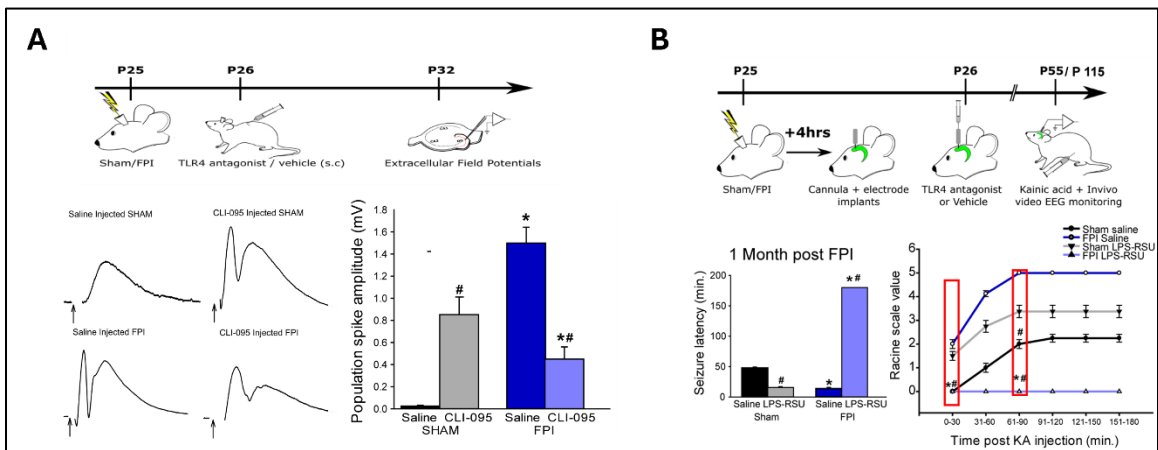 A
P25
P26
P32
Sham/FPI
TLR4 antagonist / vehicle (s.c)
Extracellular Field Potentials
Saline Injected SHAM
CLI-095 Injected SHAM
Saline Injected FPI
CLI-095 Injected FPI
Population spike amplitude (mV)
1.8
1.6
1.4
1.2
1.0
0.8
0.6
0.4
0.2
0.0
-
#
*
*#
Saline CLI-095
SHAM
Saline CLI-095
FPI
B
P25
P26
P55/ P 115
+4hrs
Sham/FPI
Cannula + electrode
implants
TLR4 antagonist
or Vehicle
Kainic acid + Invivo
video EEG monitoring
1 Month post FPI
Seizure latency (min.)
200
150
100
50
0
#
*
*#
Saline LPS-RSU
Sham
Saline LPS-RSU
FPI
Sham saline
FPI Saline
Sham LPS-RSU
FPI LPS-RSU
Racine scale value
6
5
4
3
2
1
0
*#
#
*#
0-30
31-60
61-90
91-120
121-150
151-180
Time post KA injection (min.)